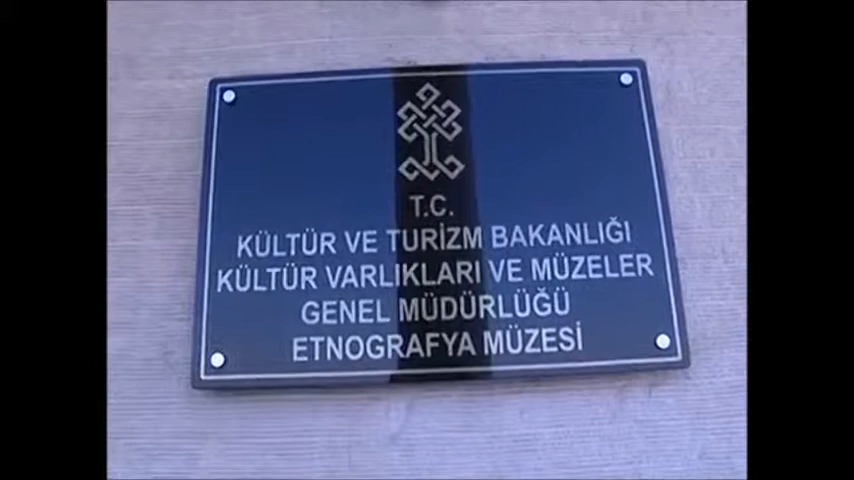 T.C.
KÜLTÜR VE TURİZM BAKANLIĞI
KÜLTÜR VARLIKLARI VE MÜZELER
GENEL MÜDÜRLÜĞÜ
ETNOGRAFYA MÜZESİ